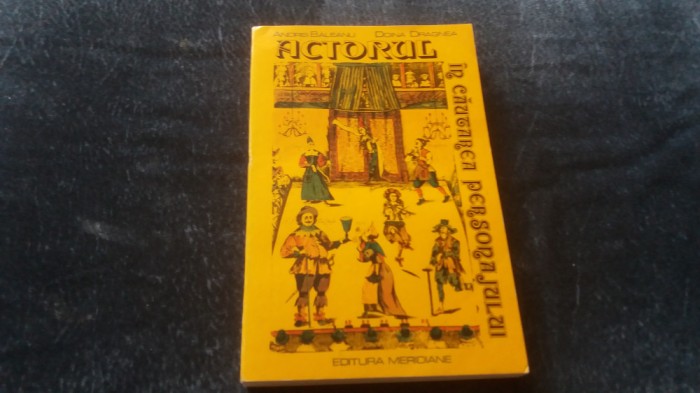 ANDREI BĂLEANU DOINA DRAGNEA
ACTORUL
ÎN CĂUTAREA PERSONAJULUI
EDITURA MERIDIANE